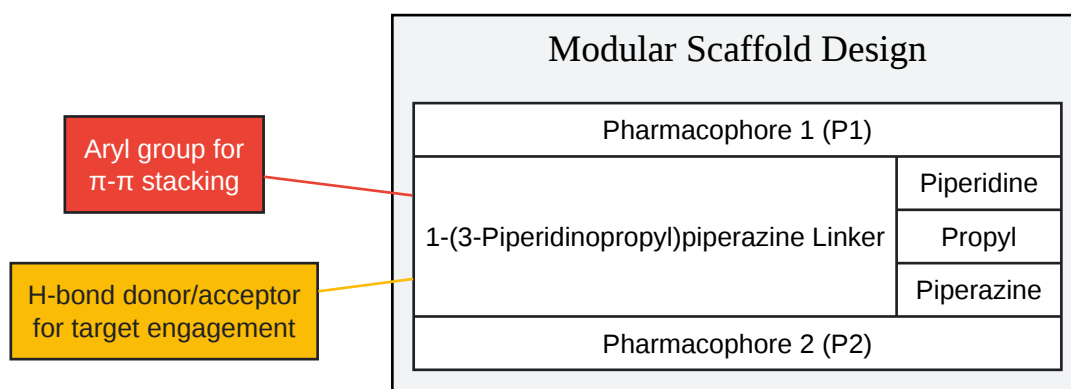 Modular Scaffold Design
Pharmacophore 1 (P1)
Aryl group for
π-π stacking
1-(3-Piperidinopropyl)piperazine Linker
Piperidine
Propyl
Piperazine
H-bond donor/acceptor
for target engagement
Pharmacophore 2 (P2)